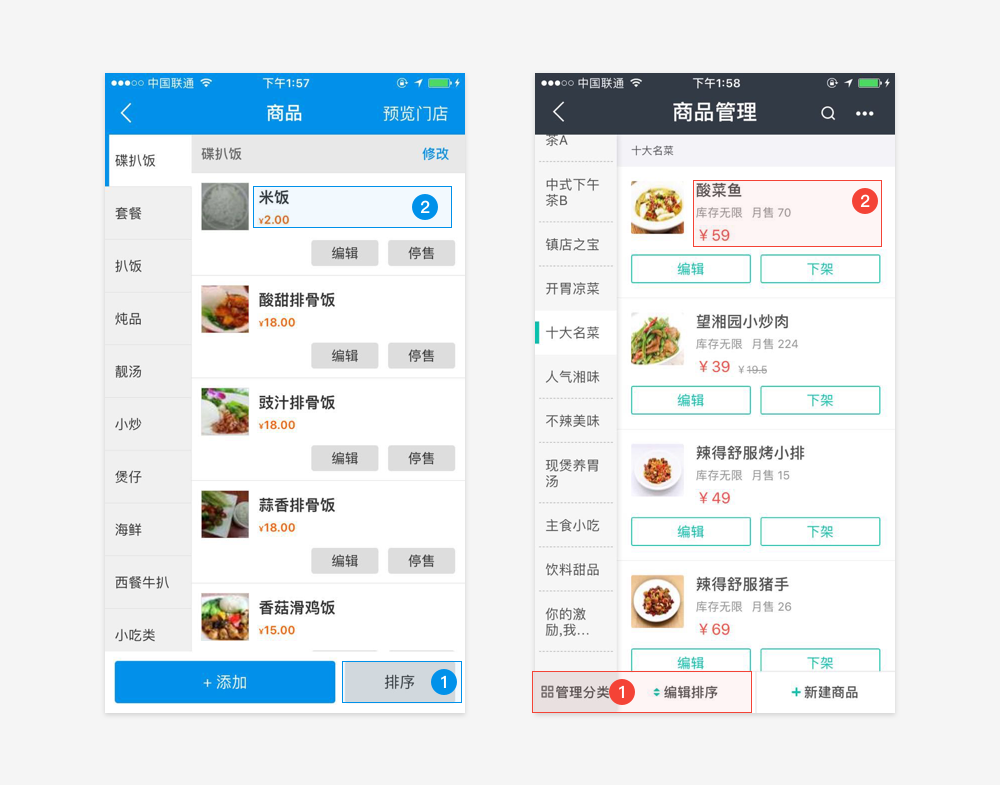 中国联通
下午1:57
商品
预览门店
碟扒饭
套餐
扒饭
炖品
靓汤
小炒
煲仔
海鲜
西餐牛扒
小吃类
碟扒饭
修改
米饭
¥2.00
2
编辑
停售
酸甜排骨饭
¥18.00
编辑
停售
豉汁排骨饭
¥18.00
编辑
停售
蒜香排骨饭
¥18.00
编辑
停售
香菇滑鸡饭
¥15.00
+ 添加
排序
1
中国联通
下午1:58
商品管理
茶A
中式下午
茶B
镇店之宝
开胃凉菜
十大名菜
人气湘味
不辣美味
现煲养胃
汤
主食小吃
饮料甜品
你的激
励,我...
十大名菜
酸菜鱼
库存无限 月售 70
¥ 59
2
编辑
下架
望湘园小炒肉
库存无限 月售 224
¥ 39 ¥ 19.5
编辑
下架
辣得舒服烤小排
库存无限 月售 15
¥ 49
编辑
下架
辣得舒服猪手
库存无限 月售 26
¥ 69
编辑
下架
管理分类
1
编辑排序
+ 新建商品